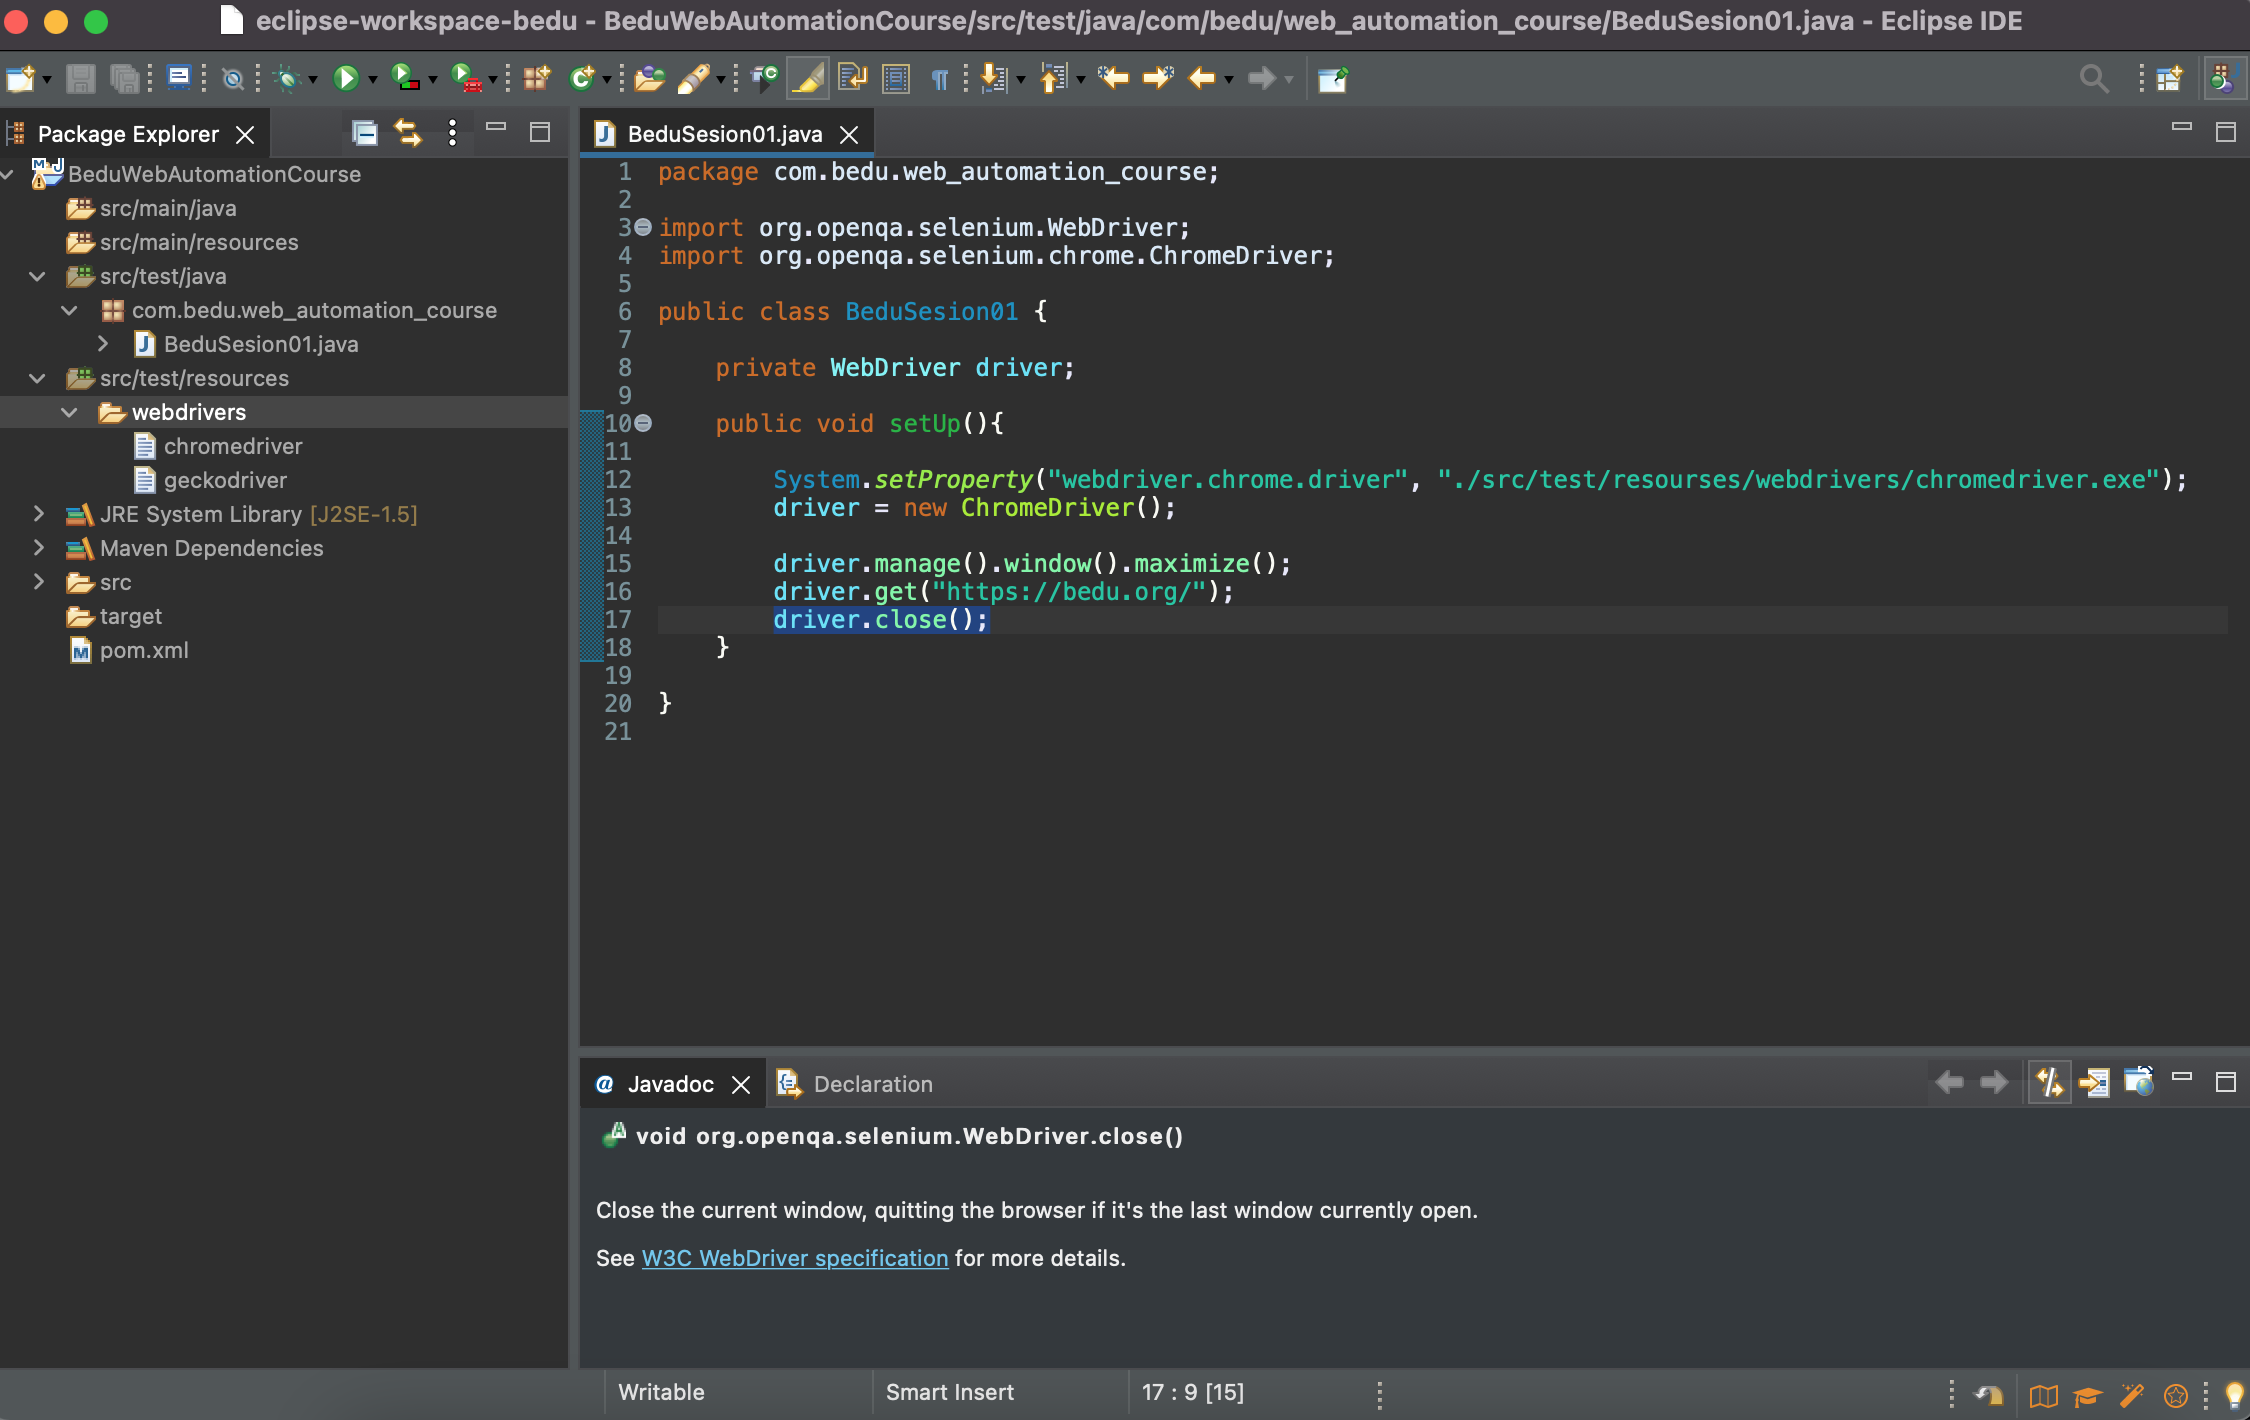 eclipse-workspace-bedu - BeduWebAutomationCourse/src/test/java/com/bedu/web_automation_course/BeduSesion01.java - Eclipse IDE
Package Explorer
BeduWebAutomationCourse
src/main/java
src/main/resources
src/test/java
com.bedu.web_automation_course
BeduSesion01.java
src/test/resources
webdrivers
chromedriver
geckodriver
JRE System Library [J2SE-1.5]
Maven Dependencies
src
target
pom.xml
BeduSesion01.java
1 package com.bedu.web_automation_course;
2
3 import org.openqa.selenium.WebDriver;
4 import org.openqa.selenium.chrome.ChromeDriver;
5
6 public class BeduSesion01 {
7
8 private WebDriver driver;
9
10 public void setUp(){
11
12 System.setProperty("webdriver.chrome.driver", "./src/test/resourses/webdrivers/chromedriver.exe");
13 driver = new ChromeDriver();
14
15 driver.manage().window().maximize();
16 driver.get("https://bedu.org/");
17 driver.close();
18 }
19
20 }
21
Javadoc
Declaration
void org.openqa.selenium.WebDriver.close()
Close the current window, quitting the browser if it's the last window currently open.
See W3C WebDriver specification for more details.
Writable
Smart Insert
17 : 9 [15]